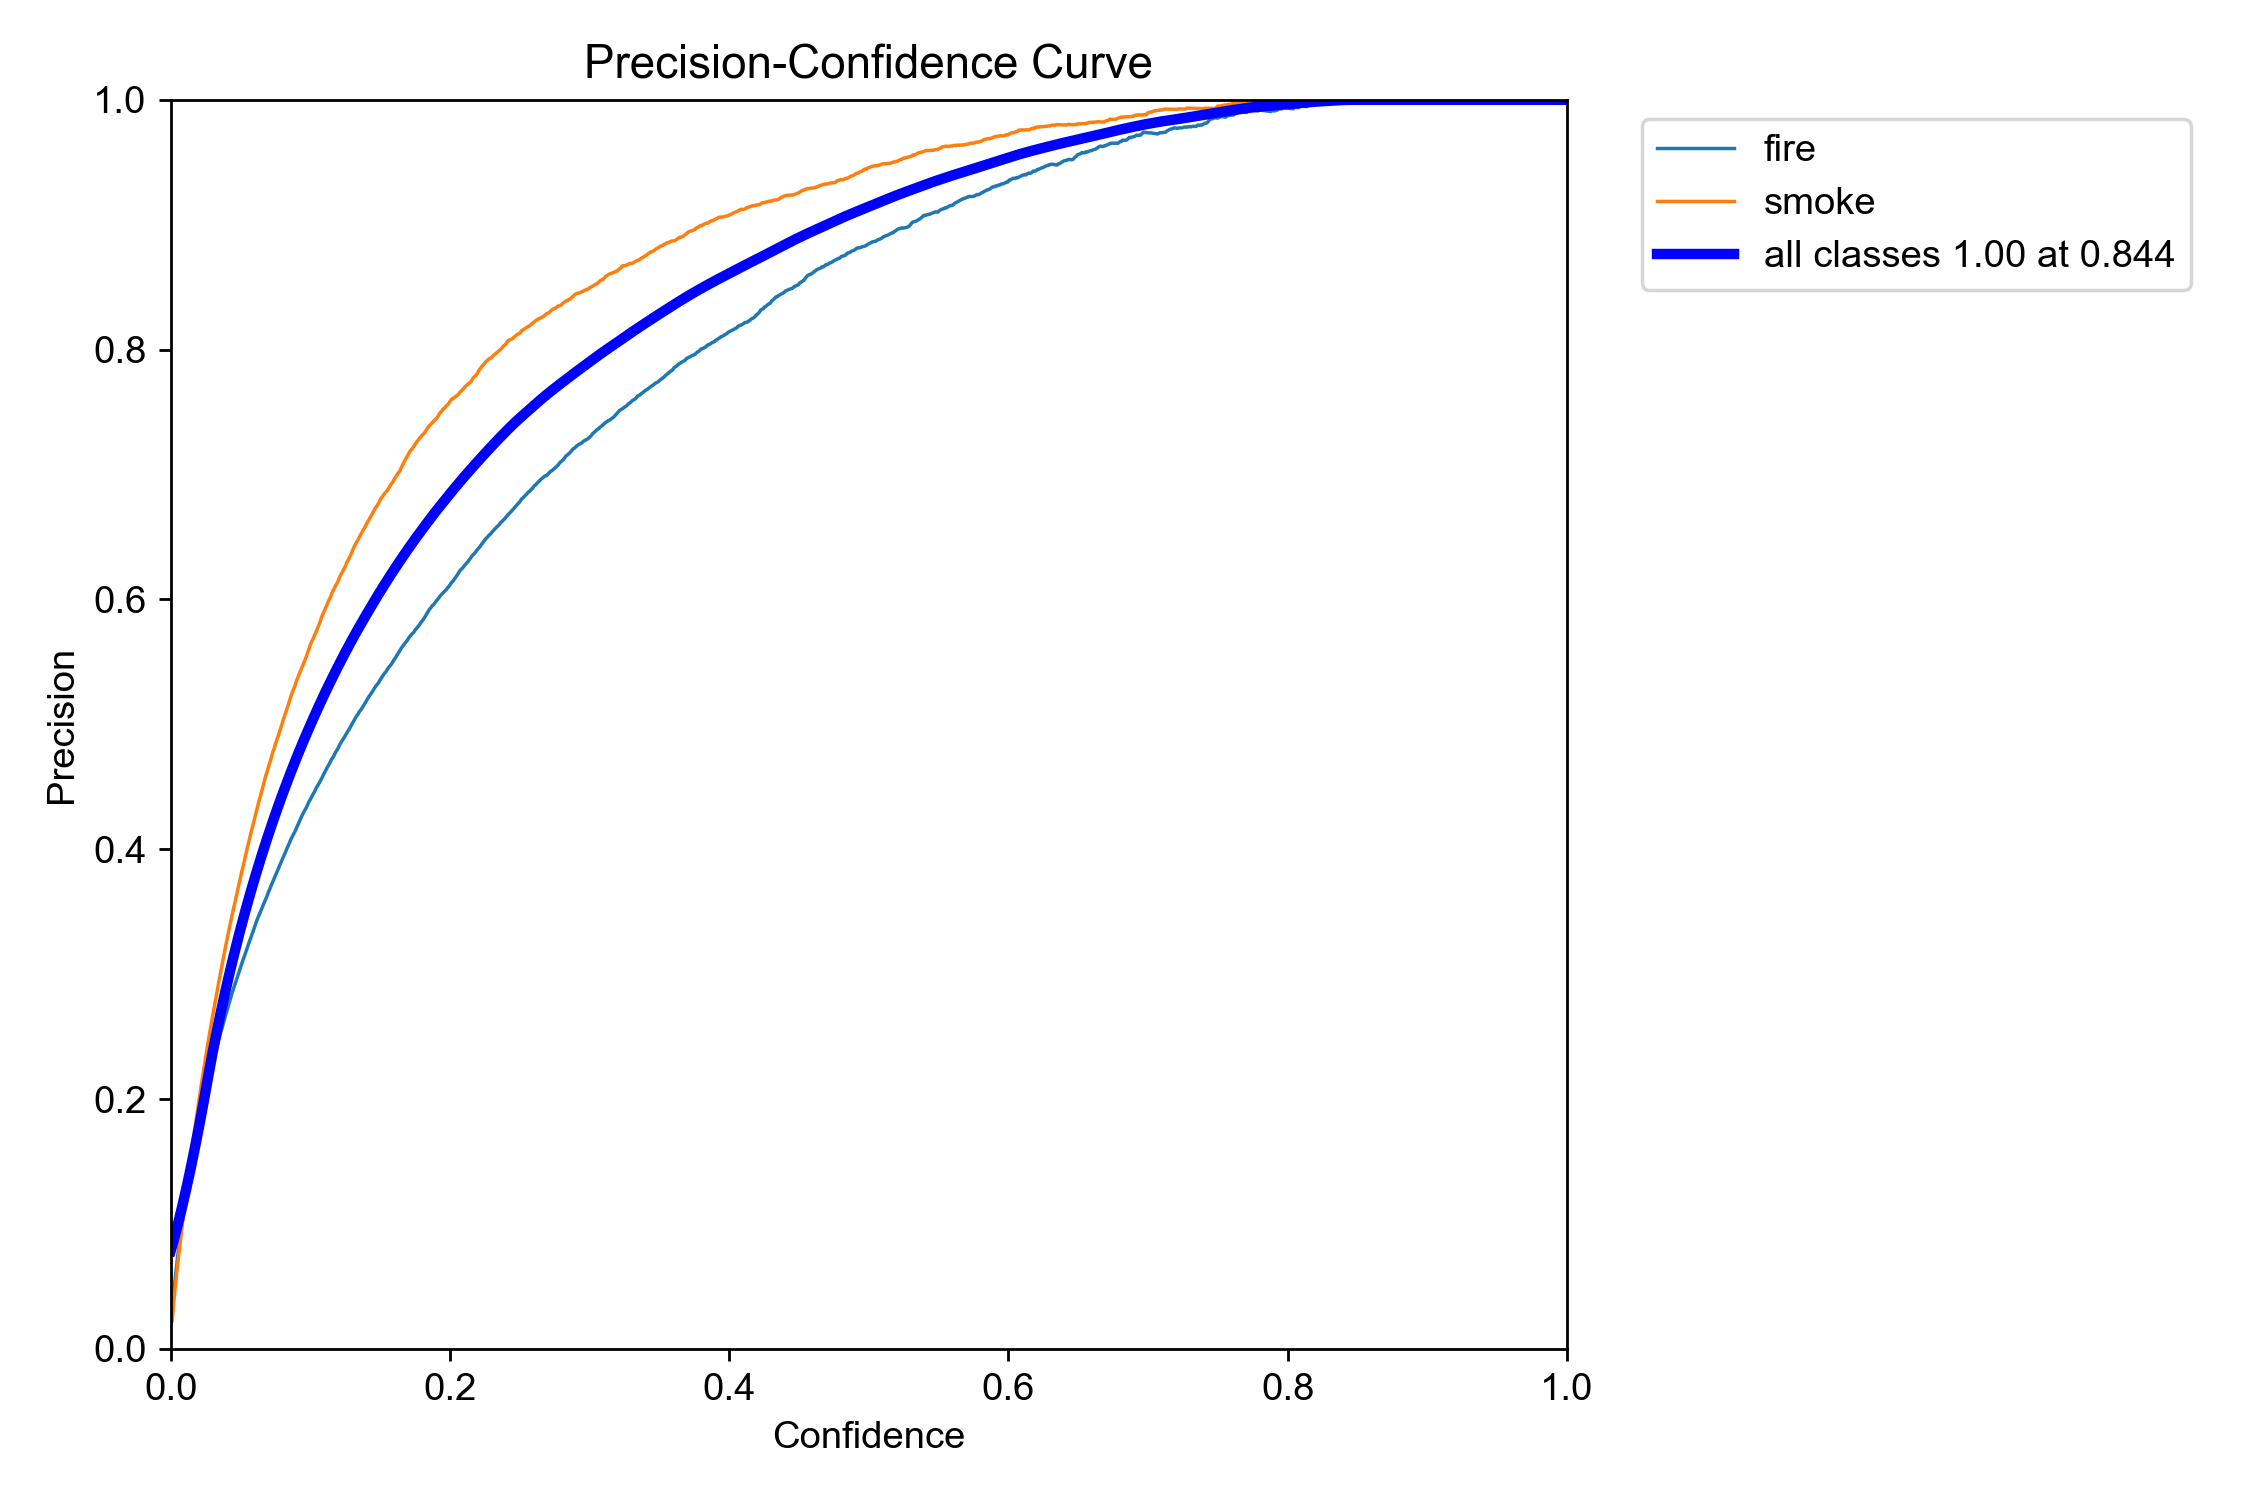 Precision-Confidence Curve
1.0
0.8
0.6
0.4
0.2
0.0
Precision
0.0 0.2 0.4 0.6 0.8 1.0
Confidence
fire
smoke
all classes 1.00 at 0.844